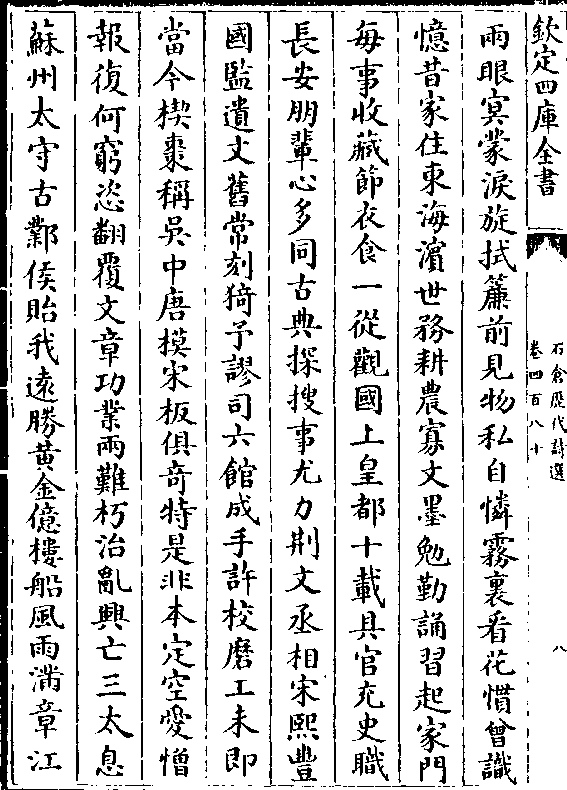 欽定四庫全書
石倉歷代詩選
卷四百八十
八
兩眼㝠蒙淚旋拭簾前見物私自憐霧裏看花慣曾識
憶昔家住東海濵世務耕農寡文墨勉勤誦習起家門
每事收藏節衣食一從觀國上皇都十載具官充史職
長安朋輩心多同古典探搜事尤力荆文丞相宋熙豐
國監遺文舊常刻猗予謬司六館成手許校磨工未即
當今楔棗稱吳中唐摸宋板俱奇特是非本定空愛憎
報復何窮恣翻覆文章功業兩難朽治亂興亡三太息
蘇州太守古鄴侯貽我遠勝黄金億樓船風雨滿章江